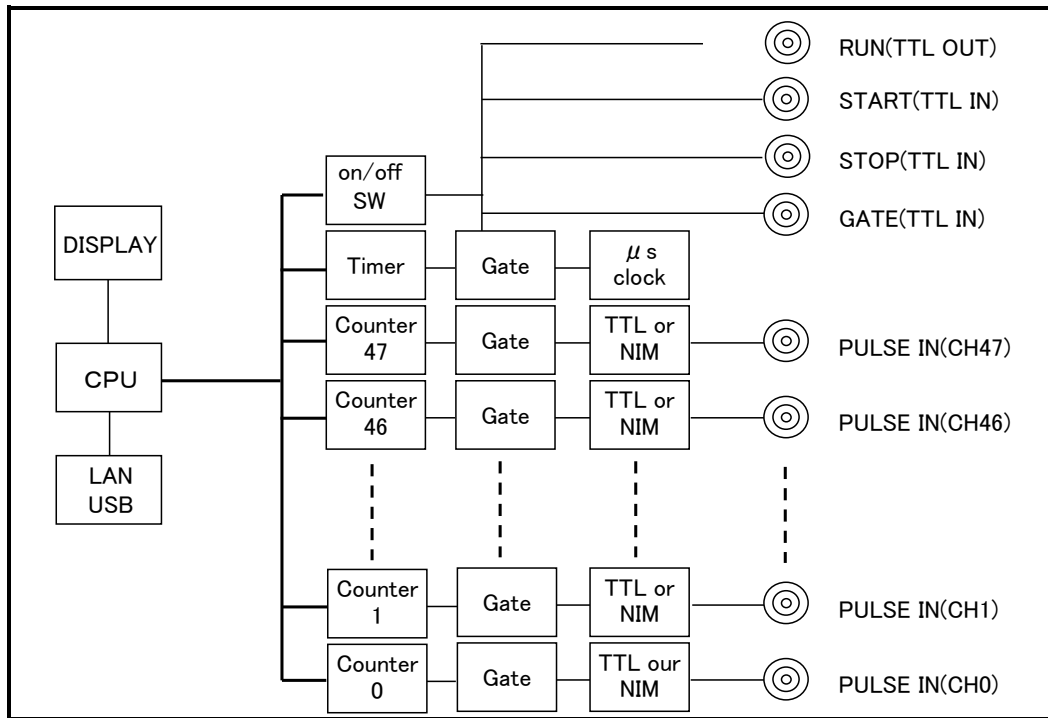 RUN(TTL OUT)
START(TTL IN)
STOP(TTL IN)
GATE(TTL IN)
on/off
SW
DISPLAY
Timer
Gate
μs
clock
Counter
47
Gate
TTL or
NIM
PULSE IN(CH47)
CPU
Counter
46
Gate
TTL or
NIM
PULSE IN(CH46)
LAN
USB
Counter
1
Gate
TTL or
NIM
PULSE IN(CH1)
Counter
0
Gate
TTL our
NIM
PULSE IN(CH0)